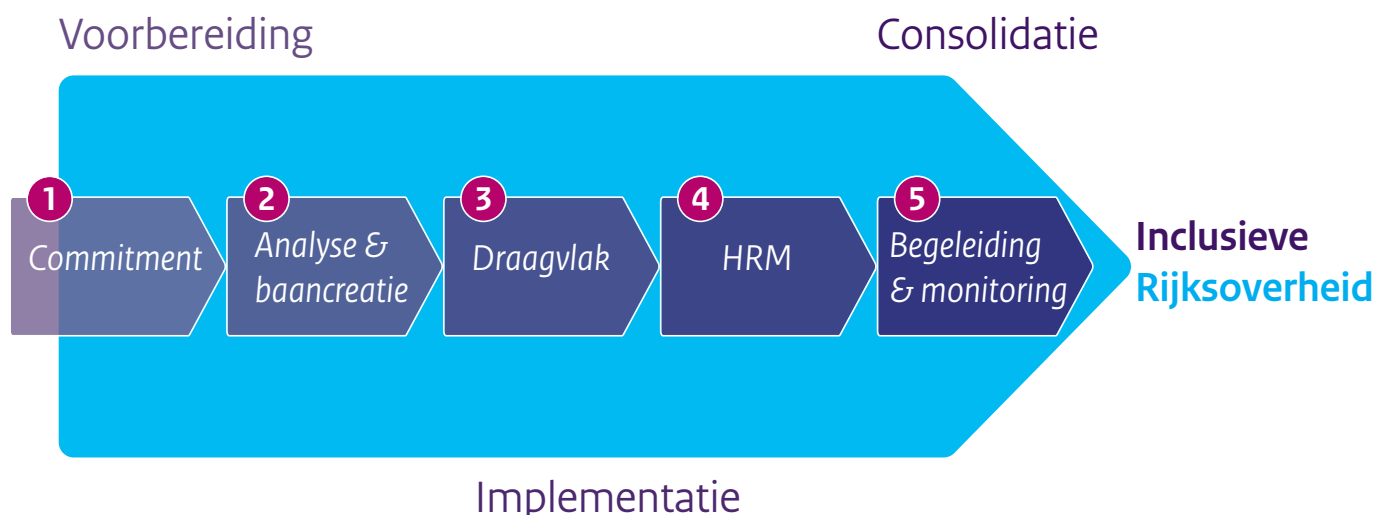 Voorbereiding
Consolidatie
1
Commitment
2
Analyse &
baancreatie
3
Draagvlak
4
HRM
5
Begeleiding
& monitoring
Inclusieve
Rijksoverheid
Implementatie